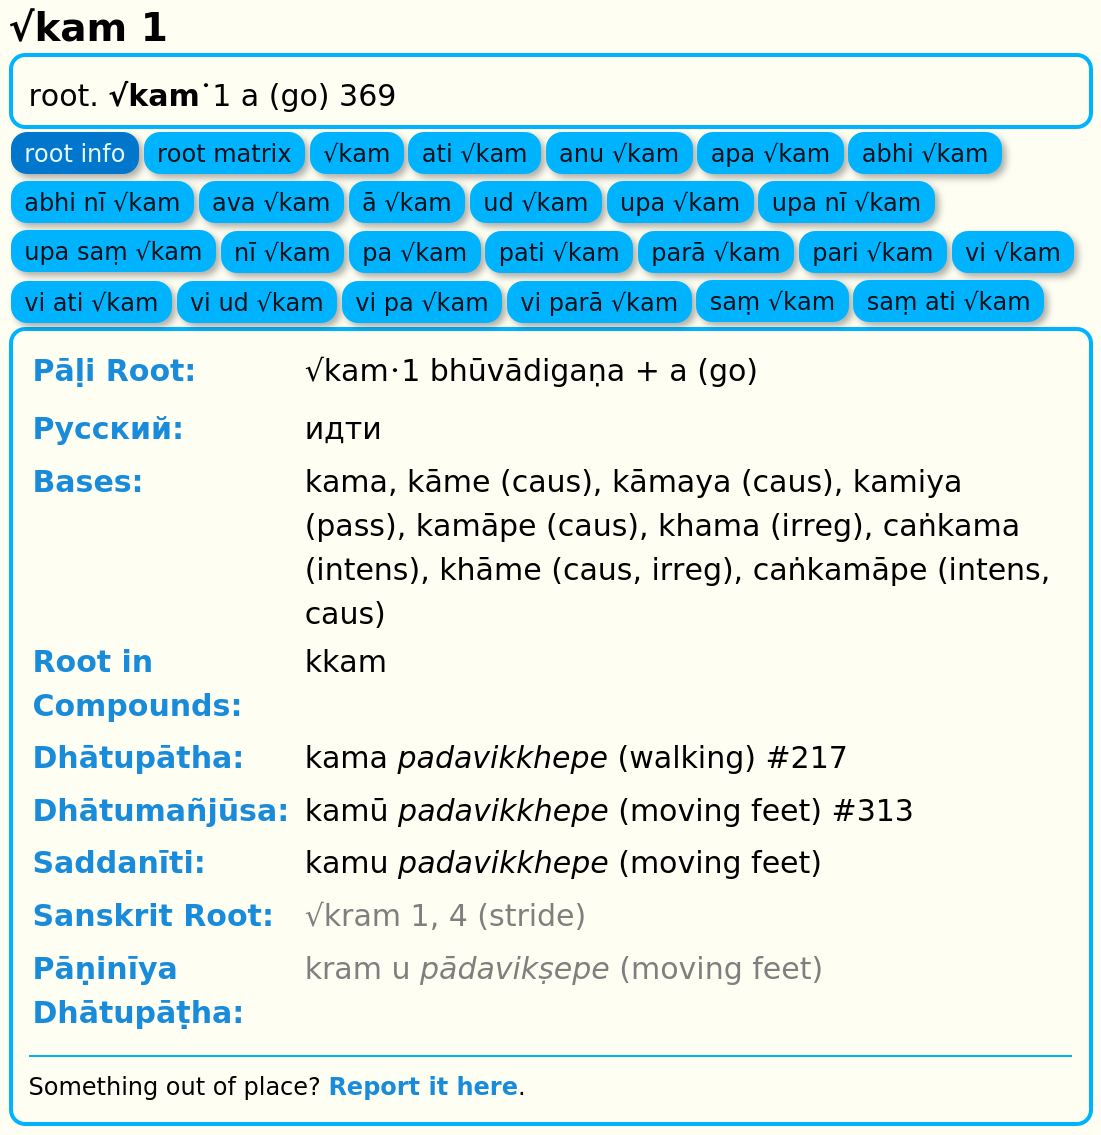 √kam 1
root. √kam˙1 a (go) 369
root info root matrix √kam ati √kam anu √kam apa √kam abhi √kam
abhi nī √kam ava √kam ā √kam ud √kam upa √kam upa nī √kam
upa saṃ √kam nī √kam pa √kam pati √kam parā √kam pari √kam vi √kam
vi ati √kam vi ud √kam vi pa √kam vi parā √kam saṃ √kam saṃ ati √kam
Pāḷi Root: √kam·1 bhūvādigaṇa + a (go)
Русский: идти
Bases: kama, kāme (caus), kāmaya (caus), kamiya
(pass), kamāpe (caus), khama (irreg), caṅkama
(intens), khāme (caus, irreg), caṅkamāpe (intens,
caus)
Root in kkam
Compounds:
Dhātupātha: kama padavikkhepe (walking) #217
Dhātumañjūsa: kamū padavikkhepe (moving feet) #313
Saddanīti: kamu padavikkhepe (moving feet)
Sanskrit Root: √kram 1, 4 (stride)
Pāṇinīya kram u pādavikṣepe (moving feet)
Dhātupāṭha:
Something out of place? Report it here.